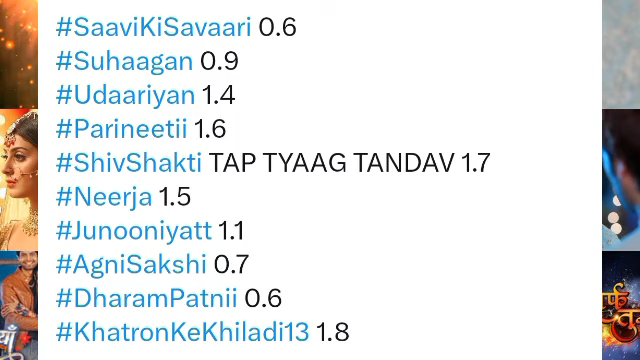 #SaaviKiSavaari 0.6
#Suhaagan 0.9
#Udaariyan 1.4
#Parineetii 1.6
#ShivShakti TAP TYAAG TANDAV 1.7
#Neerja 1.5
#Junooniyatt 1.1
#AgniSakshi 0.7
#DharamPatnii 0.6
#KhatronKeKhiladi13 1.8